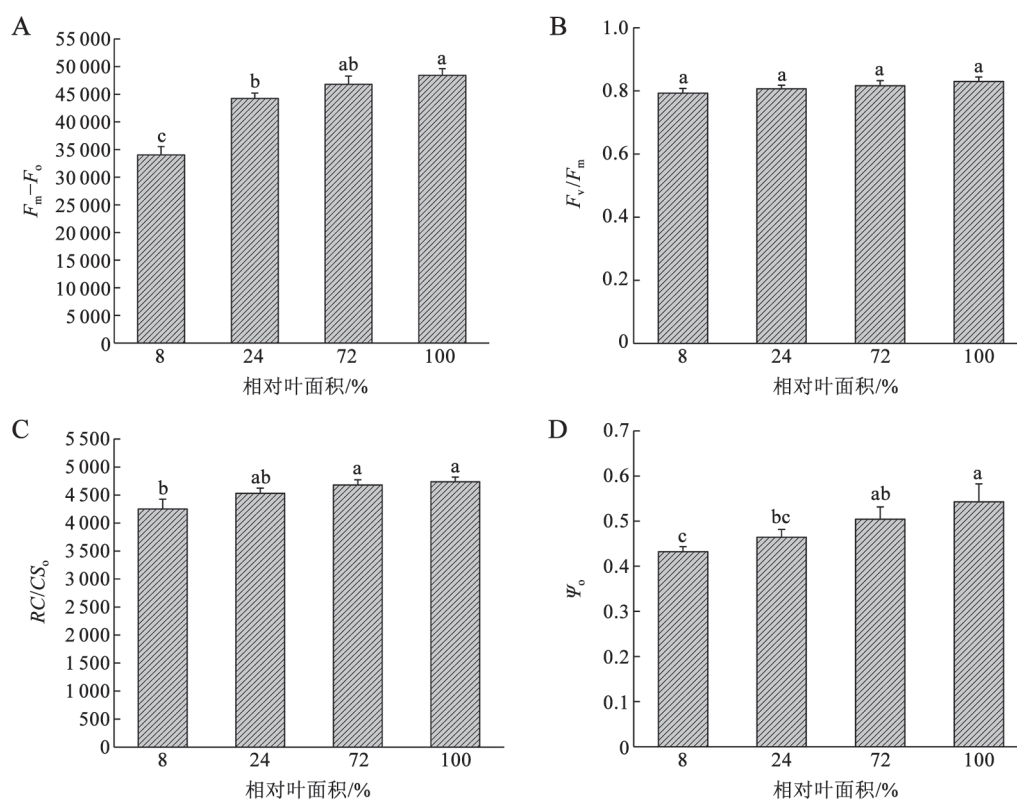 A
55 000
50 000
45 000
40 000
35 000
30 000
25 000
20 000
15 000
10 000
5 000
0
Fm−Fo
c
b
ab
a
8
24
72
100
相对叶面积/%
B
1.0
0.8
0.6
0.4
0.2
0
Fv/Fm
a
a
a
a
8
24
72
100
相对叶面积/%
C
5 500
5 000
4 500
4 000
3 500
3 000
2 500
2 000
1 500
1 000
500
0
RC/CSo
b
ab
a
a
8
24
72
100
相对叶面积/%
D
0.7
0.6
0.5
0.4
0.3
0.2
0.1
0
Ψo
c
bc
ab
a
8
24
72
100
相对叶面积/%